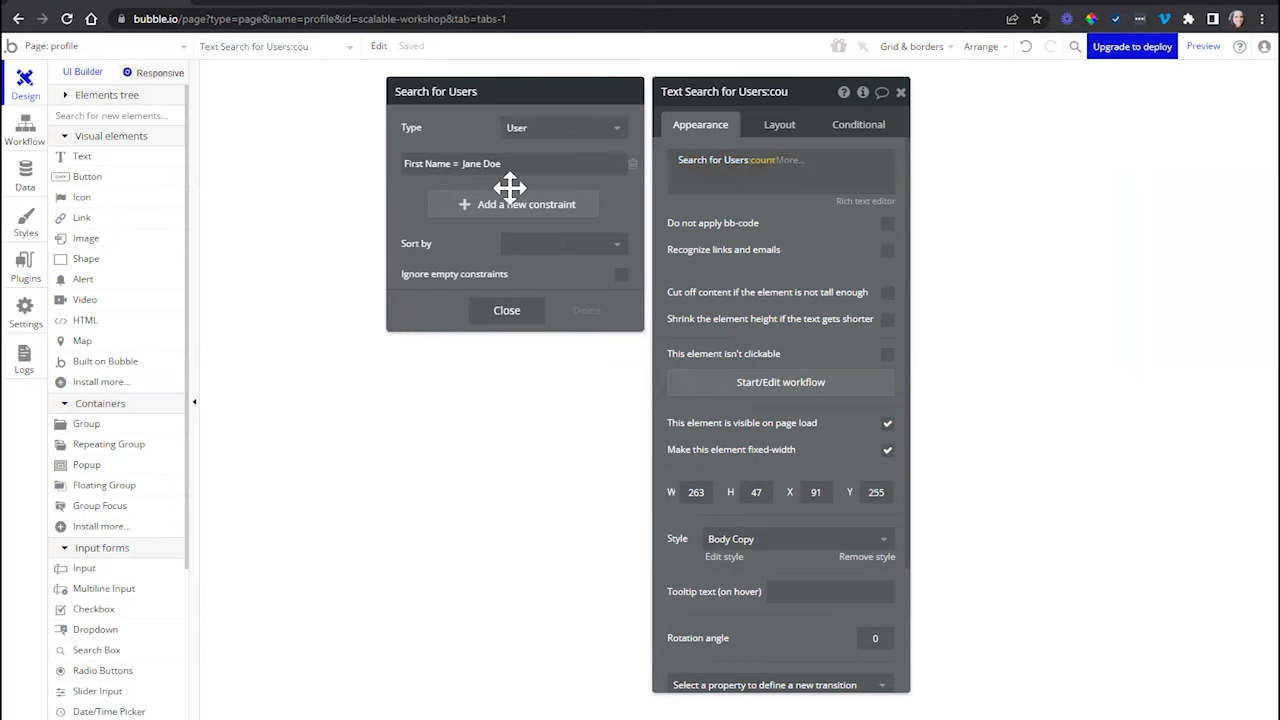 bubble.io/page?type=page&name=profile&id=scalable-workshop&tab=tabs-1
Page: profile
Text Search for Users:cou
Edit
Saved
Grid & borders
Arrange
Upgrade to deploy
Preview
Design
Workflow
Data
Styles
Plugins
Settings
Logs
UI Builder
Responsive
Elements tree
Search for new elements...
Visual elements
Text
Button
Icon
Link
Image
Shape
Alert
Video
HTML
Map
Built on Bubble
Install more...
Containers
Group
Repeating Group
Popup
Floating Group
Group Focus
Install more...
Input forms
Input
Multiline Input
Checkbox
Dropdown
Search Box
Radio Buttons
Slider Input
Date/Time Picker
Search for Users
Type
User
First Name = Jane Doe
Add a new constraint
Sort by
Ignore empty constraints
Close
Delete
Text Search for Users:cou
Appearance
Layout
Conditional
Search for Users:countMore...
Rich text editor
Do not apply bb-code
Recognize links and emails
Cut off content if the element is not tall enough
Shrink the element height if the text gets shorter
This element isn't clickable
Start/Edit workflow
This element is visible on page load
Make this element fixed-width
W 263 H 47 X 91 Y 255
Style
Body Copy
Edit style
Remove style
Tooltip text (on hover)
Rotation angle
0
Select a property to define a new transition